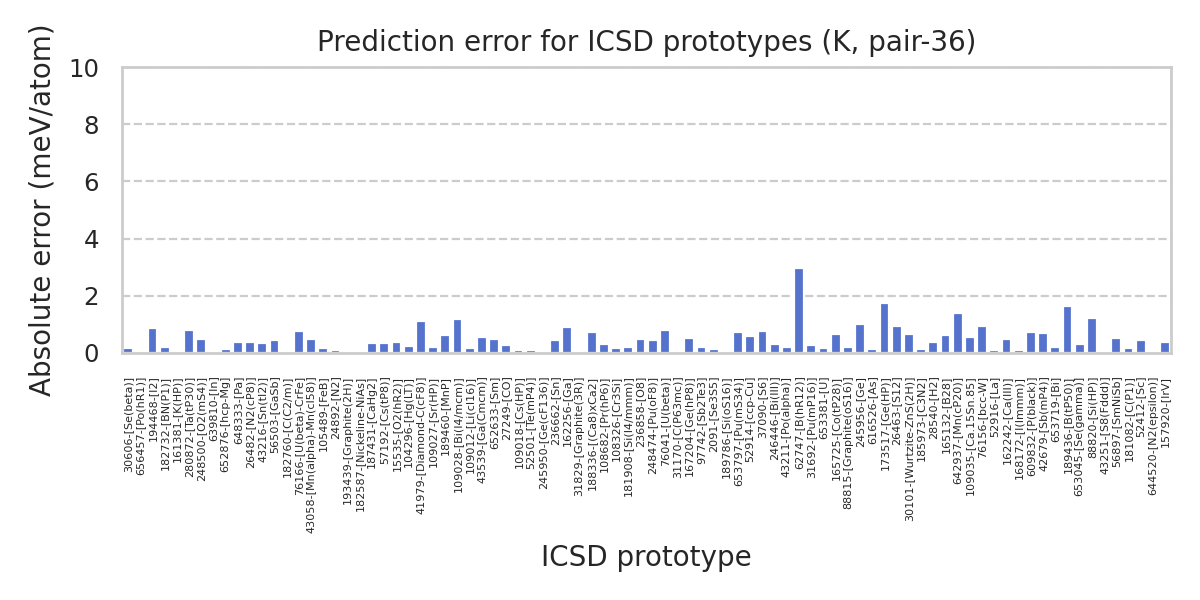 Prediction error for ICSD prototypes (K, pair-36)
Absolute error (meV/atom)
10
8
6
4
2
0
306066-[Se(beta)]
656457-[Po(hR1)]
194468-[I2]
182732-[BN(P1)]
16381-[K(HP)]
280872-[Ta(tP30)]
248500-[O2(mS4)]
639810-[In]
652876-[hcp-Mg]
648333-[Pa]
26482-[N2(cP8)]
43216-[Sn(tI2)]
56503-[GaSb]
182760-[C(C2/m)]
76166-[U(beta)-CrFe]
43058-[Mn(alpha)-Mn(cI58)]
105489-[FeB]
24892-[N2]
193439-[Graphite(2H)]
182587-[Nickeline-NiAs]
187431-[CaHg2]
57192-[Cs(tP8)]
15535-[O2(hR2)]
104296-[Hg(LT)]
41979-[Diamond-C(cF8)]
109027-[Sr(HP)]
189460-[MnP]
109028-[Bi(I4/mcm)]
109012-[Li(cI16)]
43539-[Ga(Cmcm)]
652633-[Sm]
27249-[CO]
109018-[Cs(HP)]
52501-[Te(mP4)]
245950-[Ge(cF136)]
236662-[Sn]
162256-[Ga]
31829-[Graphite(3R)]
188336-[(Ca8)xCa2]
108682-[Pr(hP6)]
108326-[Cr3Si]
181908-[Si(I4/mmm)]
236858-[O8]
248474-[Pu(oF8)]
76041-[U(beta)]
31170-[C(P63mc)]
167204-[Ge(hP8)]
97742-[Sb2Te3]
2091-[Se3S5]
189786-[Si(oS16)]
653797-[Pu(mS34)]
52914-[ccp-Cu]
37090-[S6]
246446-[Bi(III)]
43211-[Po(alpha)]
62747-[B(hR12)]
31692-[Pu(mP16)]
653381-[U]
165725-[Co(tP28)]
88815-[Graphite(oS16)]
245956-[Ge]
616526-[As]
173517-[Ge(HP)]
26463-[S12]
30101-[Wurtzite-ZnS(2H)]
185973-[C3N2]
28540-[H2]
165132-[B28]
642937-[Mn(cP20)]
109035-[Ca.15Sn.85]
76156-[bcc-W]
52916-[La]
162242-[Ca(III)]
168172-[I(Immm)]
609832-[P(black)]
42679-[Sb(mP4)]
653719-[Bi]
189436-[B(tP50)]
653045-[Se(gamma)]
88820-[Si(HP)]
43251-[S8(Fddd)]
56897-[SmNiSb]
181082-[C(P1)]
52412-[Sc]
644520-[N2(epsilon)]
157920-[IrV]
ICSD prototype